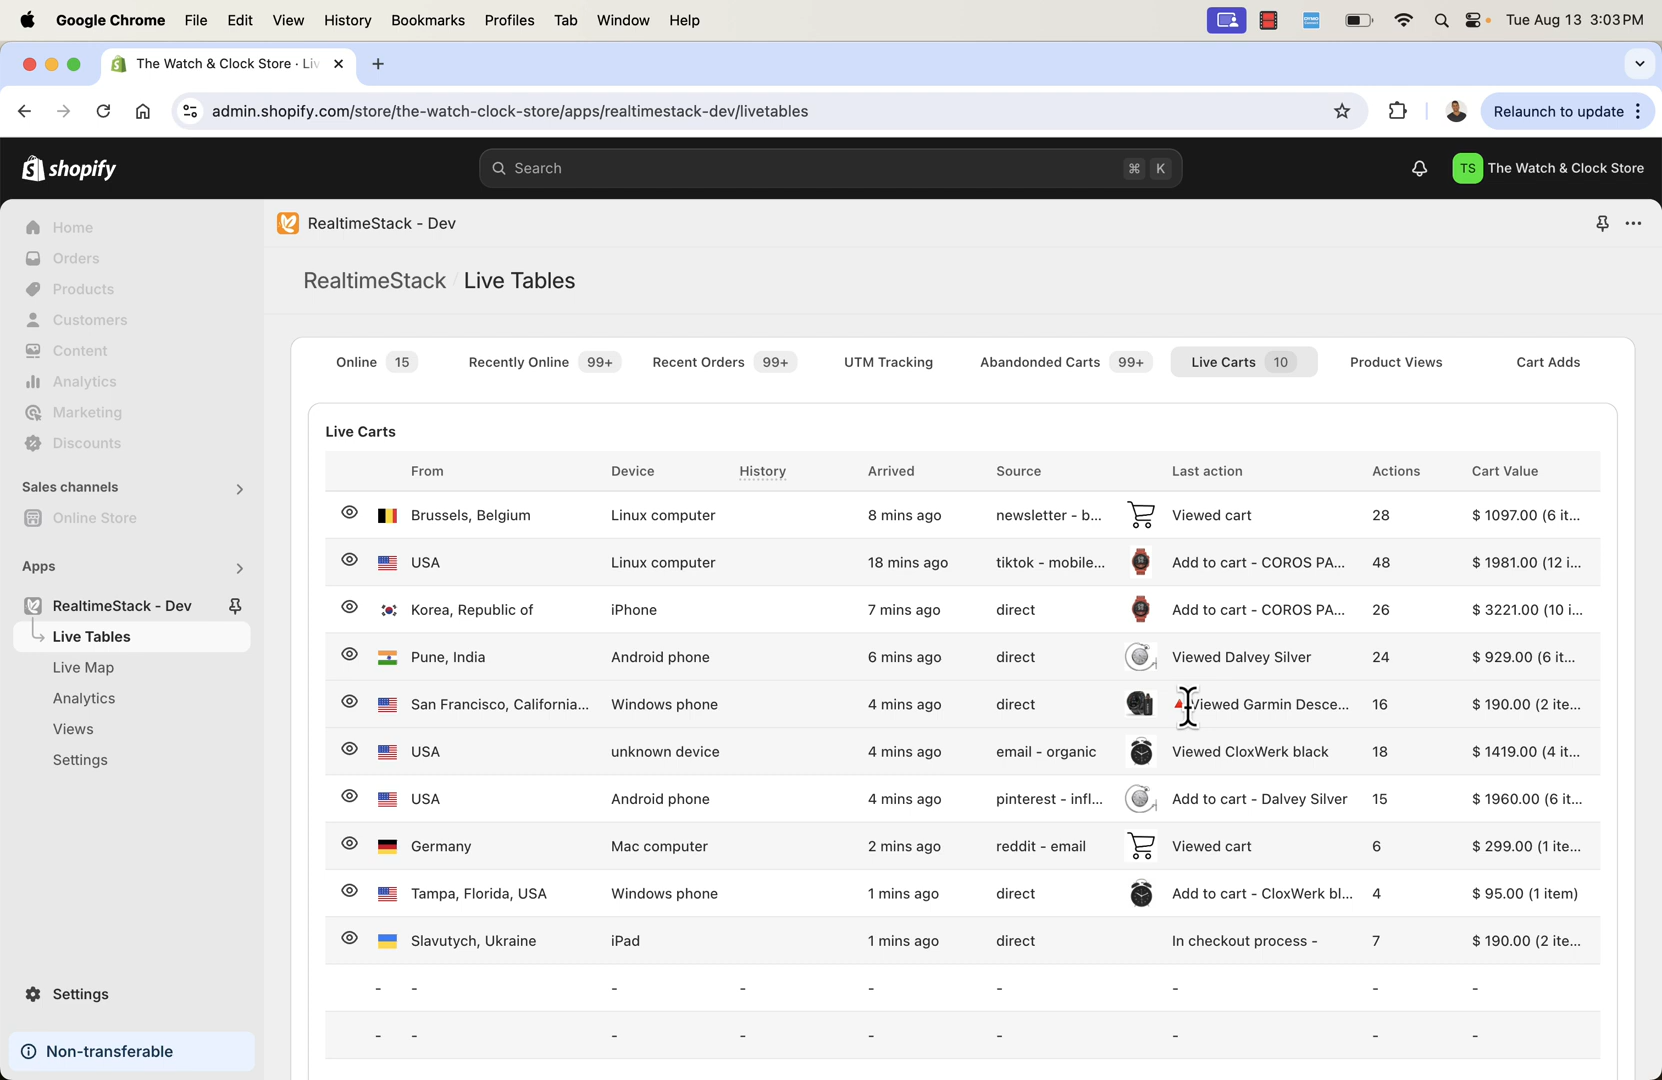 Google Chrome File Edit View History Bookmarks Profiles Tab Window Help Tue Aug 13 3:03 PM
The Watch & Clock Store · Liv
admin.shopify.com/store/the-watch-clock-store/apps/realtimestack-dev/livetables Relaunch to update
shopify Search ⌘ K TS The Watch & Clock Store
Home
Orders
Products
Customers
Content
Analytics
Marketing
Discounts
Sales channels
Online Store
Apps
RealtimeStack - Dev
Live Tables
Live Map
Analytics
Views
Settings
Settings
Non-transferable
RealtimeStack - Dev
RealtimeStack / Live Tables
Online 15 Recently Online 99+ Recent Orders 99+ UTM Tracking Abandonded Carts 99+ Live Carts 10 Product Views Cart Adds
Live Carts
From Device History Arrived Source Last action Actions Cart Value
Brussels, Belgium Linux computer 8 mins ago newsletter - b... Viewed cart 28 $ 1097.00 (6 it...
USA Linux computer 18 mins ago tiktok - mobile... Add to cart - COROS PA... 48 $ 1981.00 (12 i...
Korea, Republic of iPhone 7 mins ago direct Add to cart - COROS PA... 26 $ 3221.00 (10 i...
Pune, India Android phone 6 mins ago direct Viewed Dalvey Silver 24 $ 929.00 (6 it...
San Francisco, California... Windows phone 4 mins ago direct Viewed Garmin Desce... 16 $ 190.00 (2 ite...
USA unknown device 4 mins ago email - organic Viewed CloxWerk black 18 $ 1419.00 (4 it...
USA Android phone 4 mins ago pinterest - infl... Add to cart - Dalvey Silver 15 $ 1960.00 (6 it...
Germany Mac computer 2 mins ago reddit - email Viewed cart 6 $ 299.00 (1 ite...
Tampa, Florida, USA Windows phone 1 mins ago direct Add to cart - CloxWerk bl... 4 $ 95.00 (1 item)
Slavutych, Ukraine iPad 1 mins ago direct In checkout process - 7 $ 190.00 (2 ite...
- - - - - - - - -
- - - - - - - - -